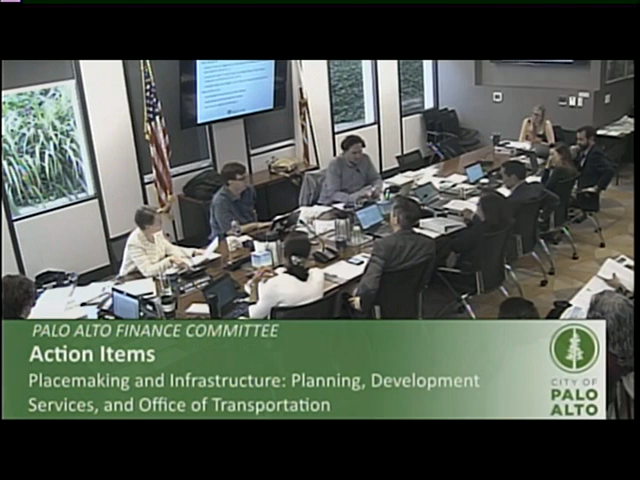 PALO ALTO FINANCE COMMITTEE
Action Items
Placemaking and Infrastructure: Planning, Development
Services, and Office of Transportation
CITY OF
PALO
ALTO